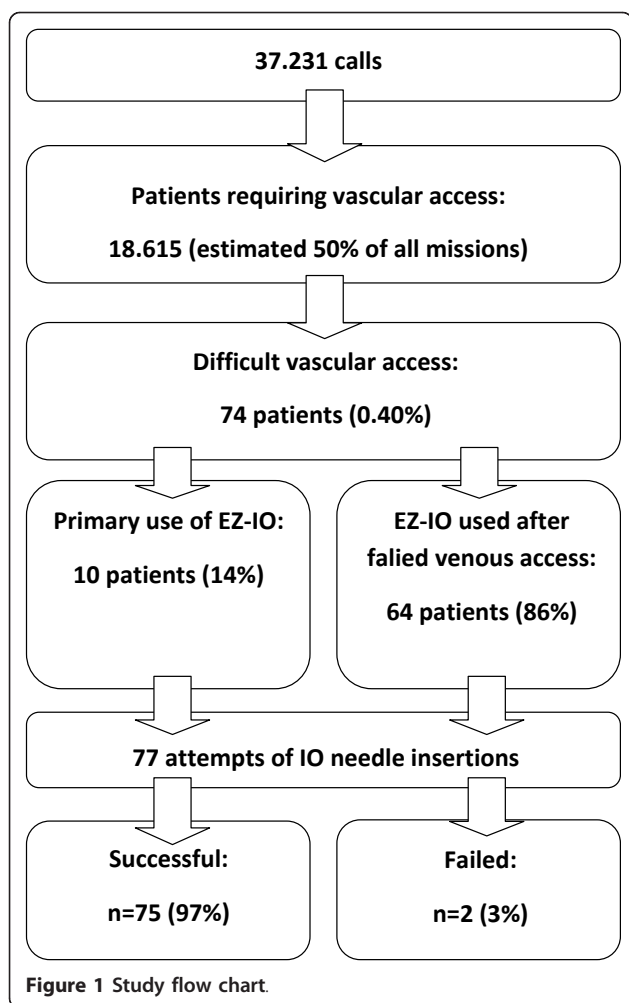 37.231 calls
Patients requiring vascular access:
18.615 (estimated 50% of all missions)
Difficult vascular access:
74 patients (0.40%)
Primary use of EZ-IO:
10 patients (14%)
EZ-IO used after
falied venous access:
64 patients (86%)
77 attempts of IO needle insertions
Successful:
n=75 (97%)
Failed:
n=2 (3%)
Figure 1 Study flow chart.